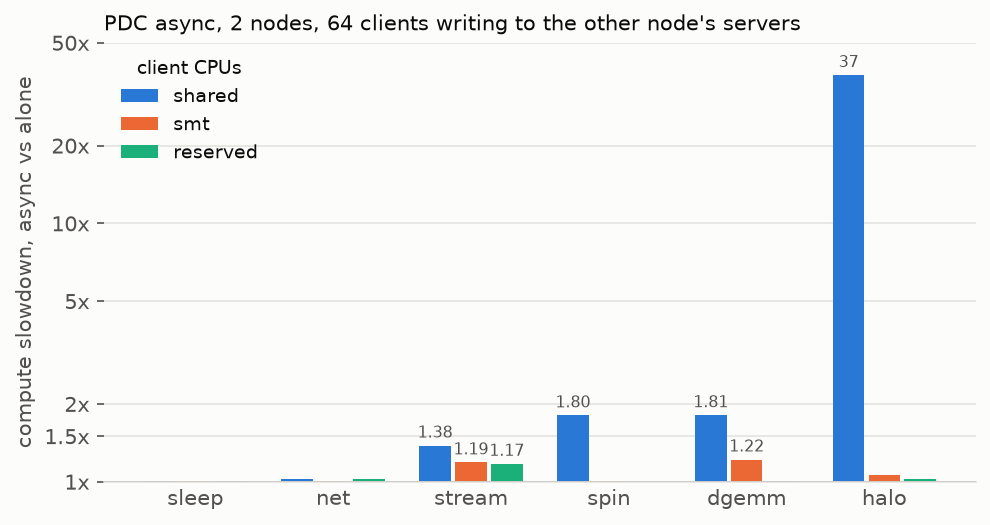 PDC async, 2 nodes, 64 clients writing to the other node's servers
compute slowdown, async vs alone
50x
20x
10x
5x
2x
1.5x
1x
client CPUs
shared
smt
reserved
1.38
1.19
1.17
1.80
1.81
1.22
37
sleep
net
stream
spin
dgemm
halo